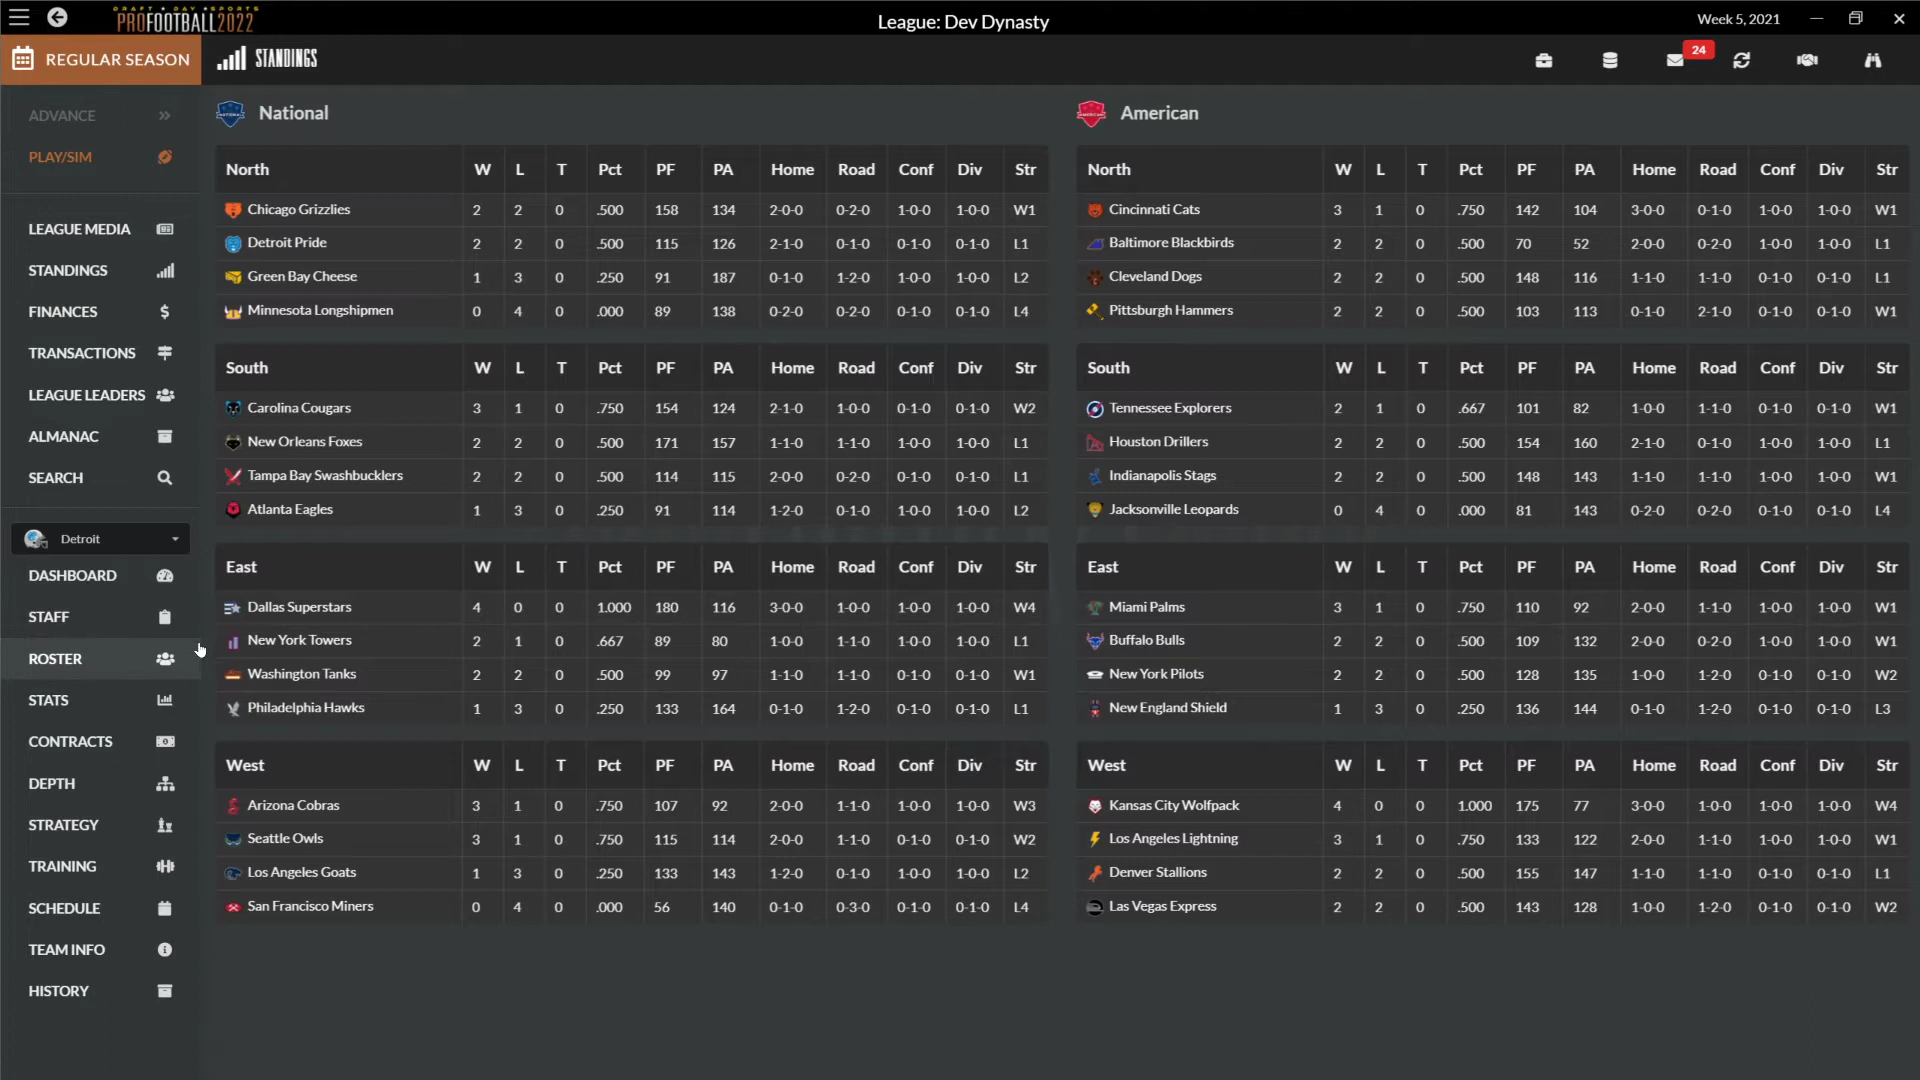 DRAFT DAY SPORTS
PROFOOTBALL2022
League: Dev Dynasty
Week 5, 2021
REGULAR SEASON
STANDINGS
24
ADVANCE
PLAY/SIM
LEAGUE MEDIA
STANDINGS
FINANCES
TRANSACTIONS
LEAGUE LEADERS
ALMANAC
SEARCH
Detroit
DASHBOARD
STAFF
ROSTER
STATS
CONTRACTS
DEPTH
STRATEGY
TRAINING
SCHEDULE
TEAM INFO
HISTORY
National
North W L T Pct PF PA Home Road Conf Div Str
Chicago Grizzlies 2 2 0 .500 158 134 2-0-0 0-2-0 1-0-0 1-0-0 W1
Detroit Pride 2 2 0 .500 115 126 2-1-0 0-1-0 0-1-0 0-1-0 L1
Green Bay Cheese 1 3 0 .250 91 187 0-1-0 1-2-0 1-0-0 1-0-0 L2
Minnesota Longshipmen 0 4 0 .000 89 138 0-2-0 0-2-0 0-1-0 0-1-0 L4
South W L T Pct PF PA Home Road Conf Div Str
Carolina Cougars 3 1 0 .750 154 124 2-1-0 1-0-0 0-1-0 0-1-0 W2
New Orleans Foxes 2 2 0 .500 171 157 1-1-0 1-1-0 1-0-0 1-0-0 L1
Tampa Bay Swashbucklers 2 2 0 .500 114 115 2-0-0 0-2-0 0-1-0 0-1-0 L1
Atlanta Eagles 1 3 0 .250 91 114 1-2-0 0-1-0 1-0-0 1-0-0 L2
East W L T Pct PF PA Home Road Conf Div Str
Dallas Superstars 4 0 0 1.000 180 116 3-0-0 1-0-0 1-0-0 1-0-0 W4
New York Towers 2 1 0 .667 89 80 1-0-0 1-1-0 1-0-0 1-0-0 L1
Washington Tanks 2 2 0 .500 99 97 1-1-0 1-1-0 0-1-0 0-1-0 W1
Philadelphia Hawks 1 3 0 .250 133 164 0-1-0 1-2-0 0-1-0 0-1-0 L1
West W L T Pct PF PA Home Road Conf Div Str
Arizona Cobras 3 1 0 .750 107 92 2-0-0 1-1-0 1-0-0 1-0-0 W3
Seattle Owls 3 1 0 .750 115 114 2-0-0 1-1-0 0-1-0 0-1-0 W2
Los Angeles Goats 1 3 0 .250 133 143 1-2-0 0-1-0 1-0-0 1-0-0 L2
San Francisco Miners 0 4 0 .000 56 140 0-1-0 0-3-0 0-1-0 0-1-0 L4
American
North W L T Pct PF PA Home Road Conf Div Str
Cincinnati Cats 3 1 0 .750 142 104 3-0-0 0-1-0 1-0-0 1-0-0 W1
Baltimore Blackbirds 2 2 0 .500 70 52 2-0-0 0-2-0 1-0-0 1-0-0 L1
Cleveland Dogs 2 2 0 .500 148 116 1-1-0 1-1-0 0-1-0 0-1-0 L1
Pittsburgh Hammers 2 2 0 .500 103 113 0-1-0 2-1-0 0-1-0 0-1-0 W1
South W L T Pct PF PA Home Road Conf Div Str
Tennessee Explorers 2 1 0 .667 101 82 1-0-0 1-1-0 0-1-0 0-1-0 W1
Houston Drillers 2 2 0 .500 154 160 2-1-0 0-1-0 1-0-0 1-0-0 L1
Indianapolis Stags 2 2 0 .500 148 143 1-1-0 1-1-0 1-0-0 1-0-0 W1
Jacksonville Leopards 0 4 0 .000 81 143 0-2-0 0-2-0 0-1-0 0-1-0 L4
East W L T Pct PF PA Home Road Conf Div Str
Miami Palms 3 1 0 .750 110 92 2-0-0 1-1-0 1-0-0 1-0-0 W1
Buffalo Bulls 2 2 0 .500 109 132 2-0-0 0-2-0 1-0-0 1-0-0 W1
New York Pilots 2 2 0 .500 128 135 1-0-0 1-2-0 0-1-0 0-1-0 W2
New England Shield 1 3 0 .250 136 144 0-1-0 1-2-0 0-1-0 0-1-0 L3
West W L T Pct PF PA Home Road Conf Div Str
Kansas City Wolfpack 4 0 0 1.000 175 77 3-0-0 1-0-0 1-0-0 1-0-0 W4
Los Angeles Lightning 3 1 0 .750 133 122 2-0-0 1-1-0 1-0-0 1-0-0 W1
Denver Stallions 2 2 0 .500 155 147 1-1-0 1-1-0 0-1-0 0-1-0 L1
Las Vegas Express 2 2 0 .500 143 128 1-0-0 1-2-0 0-1-0 0-1-0 W2